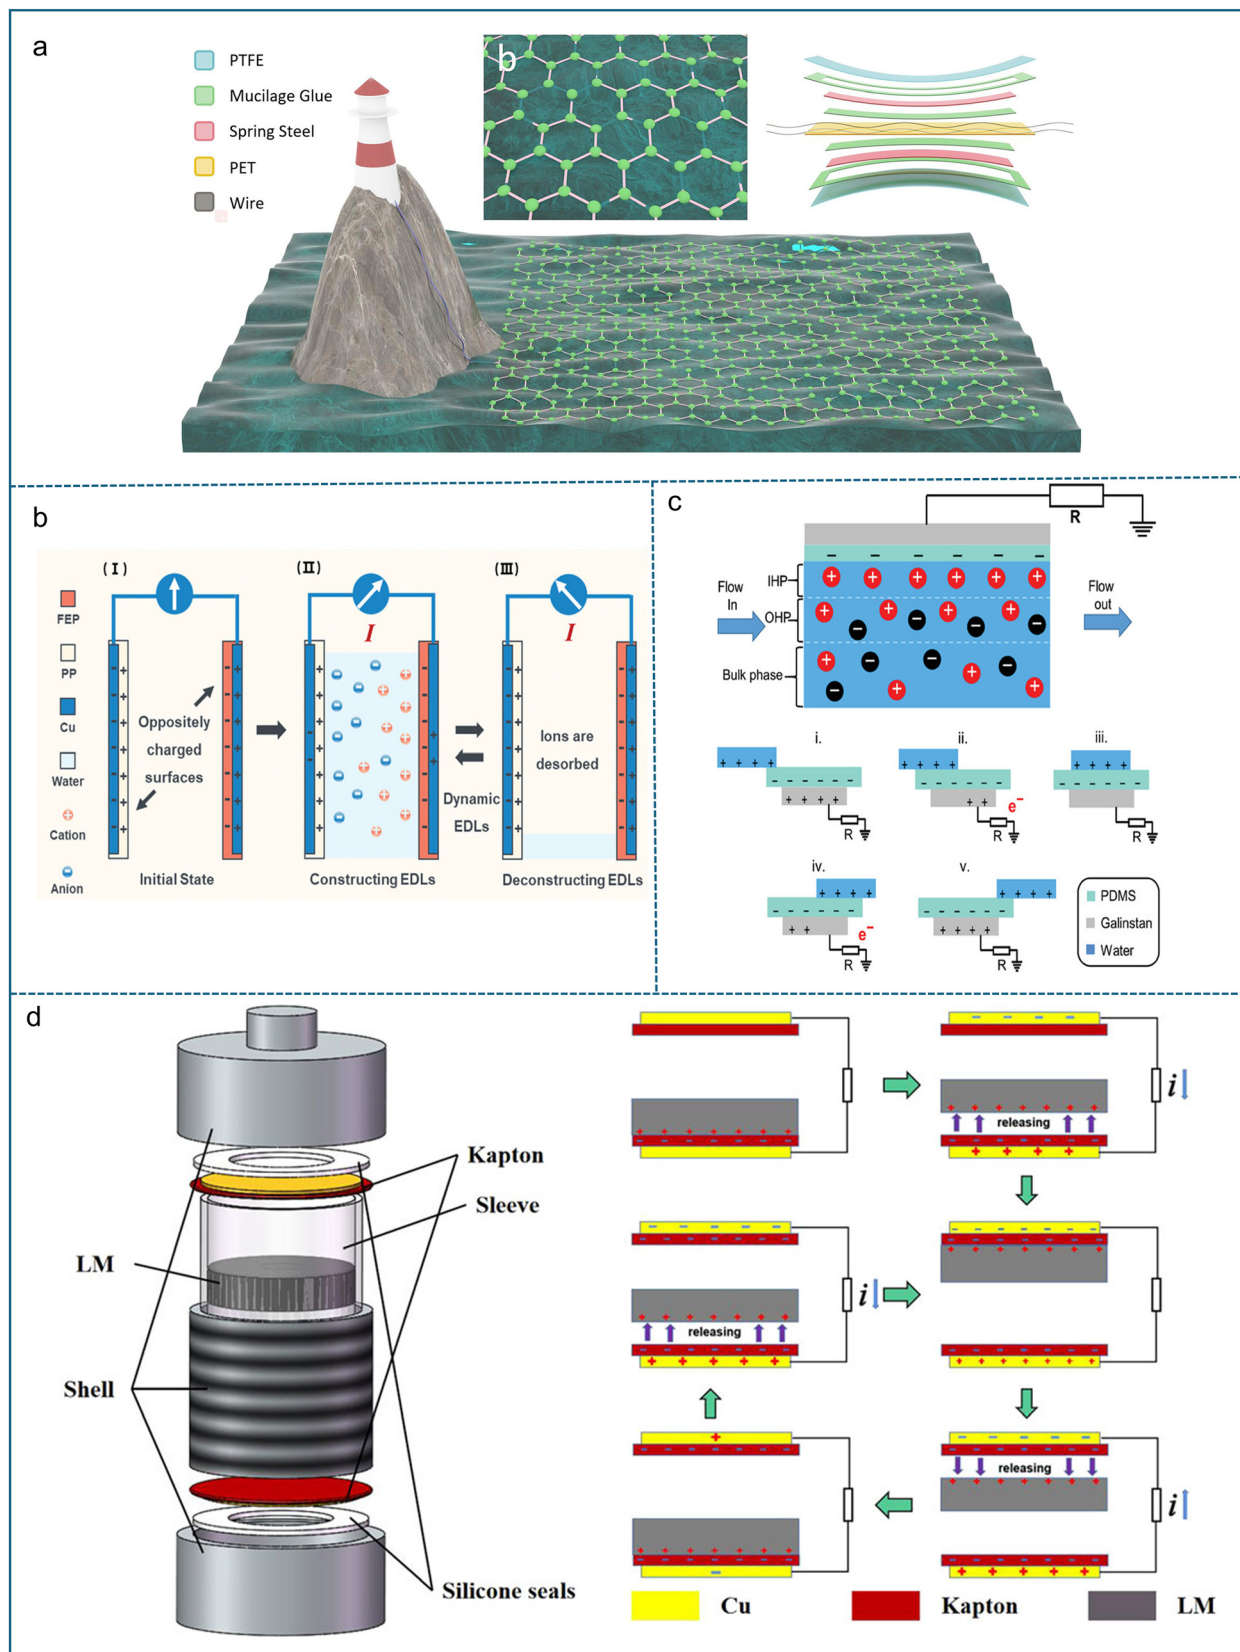 a
PTFE
Mucilage Glue
Spring Steel
PET
Wire
b
b
FEP
PP
Cu
Water
Cation
Anion
(I)
(II)
(III)
I
I
Oppositely
charged
surfaces
Dynamic
EDLs
Ions are
desorbed
Initial State
Constructing EDLs
Deconstructing EDLs
c
R
Flow
In
IHP
OHP
Bulk phase
Flow
out
i.
ii.
iii.
R
e⁻
R
R
iv.
v.
e⁻
R
R
PDMS
Galinstan
Water
d
Kapton
Sleeve
LM
Shell
Silicone seals
releasing
i
releasing
i
releasing
i
Cu
Kapton
LM